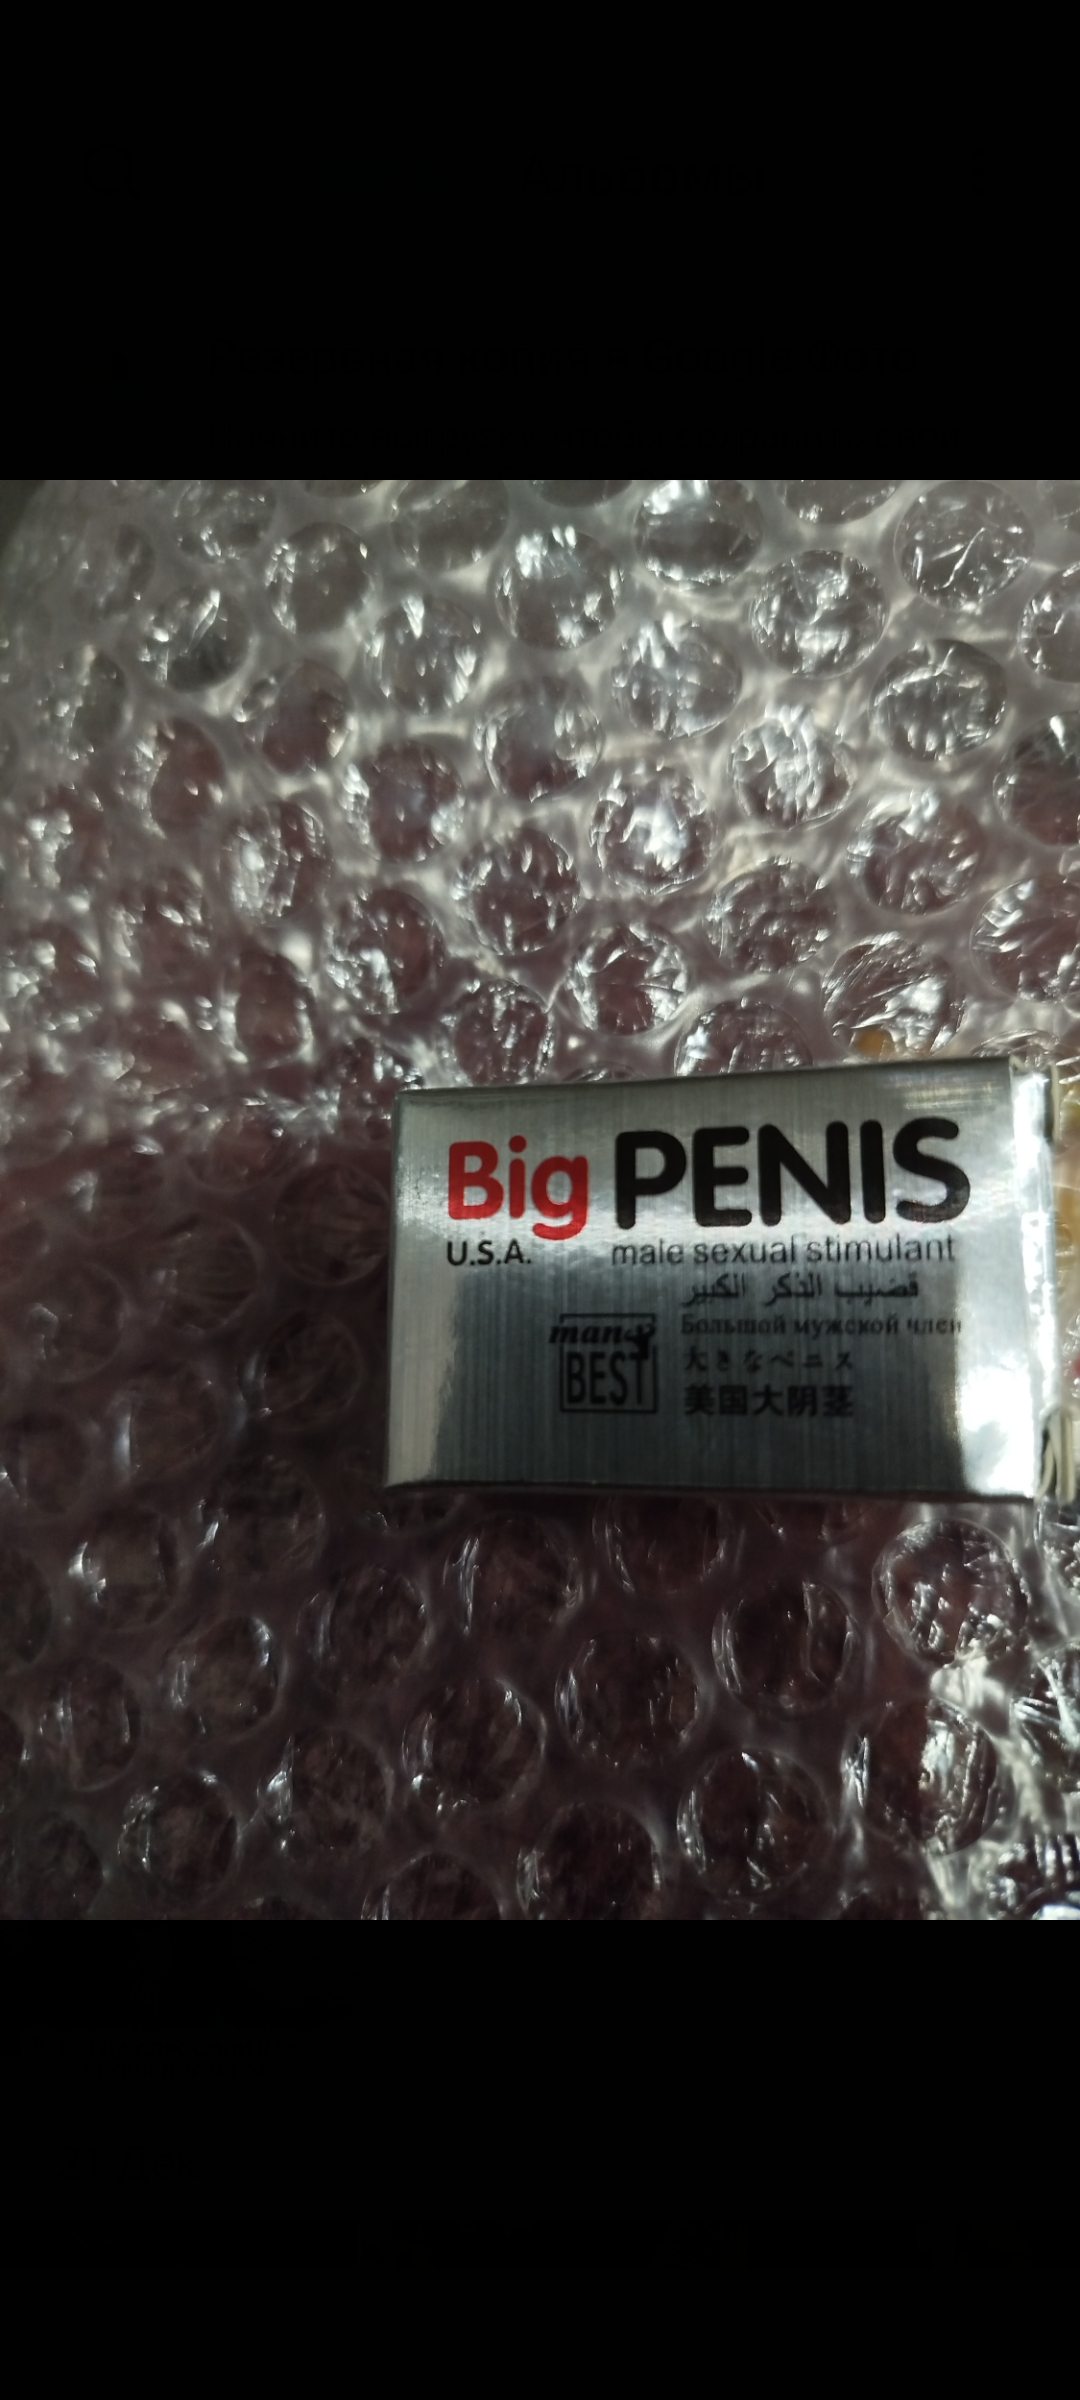 Big PENIS
U.S.A. male sexual stimulant
قضيب الذكر الكبير
Большой мужской член
大きなペニス
美国大阴茎
man
BEST